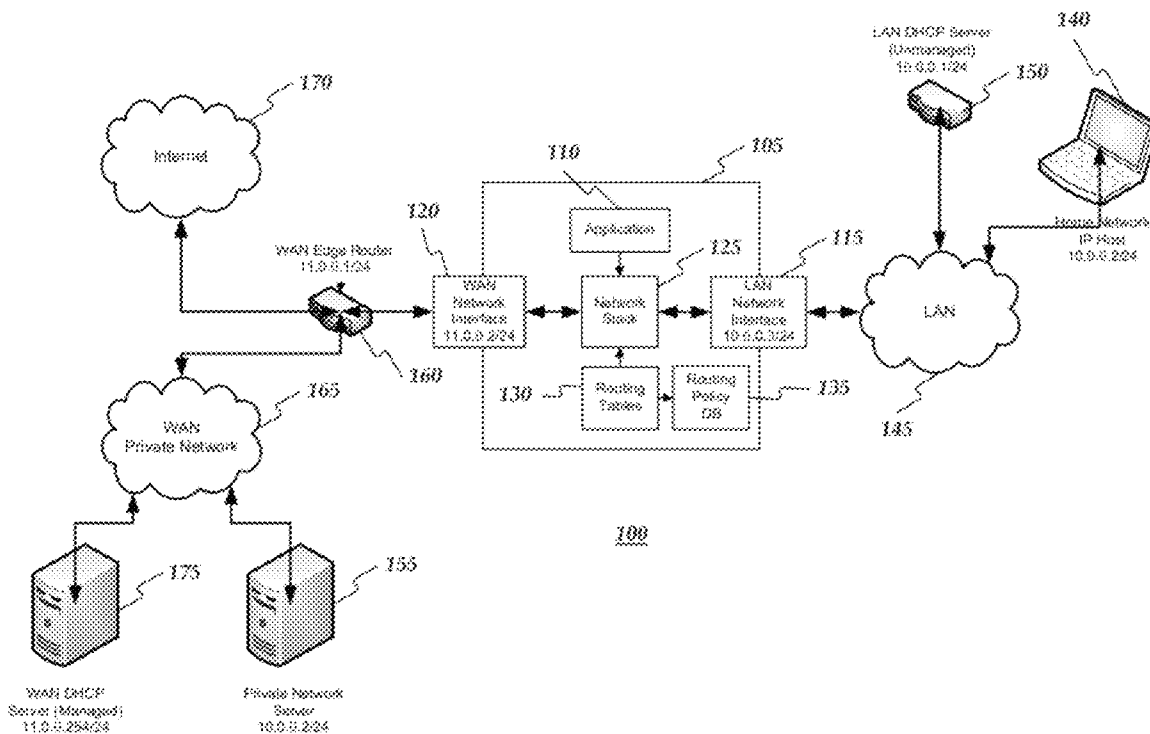 LAN DHCP Server
(Unmanaged)
10.0.0.1/24
140
150
170
Internet
105
110
Application
120
125
115
WAN Edge Router
11.0.0.1/24
WAN
Network
Interface
11.0.0.2/24
Network
Stack
LAN
Network
Interface
10.0.0.3/24
Home Network
IP Host
10.0.0.2/24
LAN
160
165
130
Routing
Tables
Routing
Policy
DB
135
145
WAN
Private Network
100
175
155
WAN DHCP
Server (Managed)
11.0.0.254/24
Private Network
Server
10.0.0.2/24